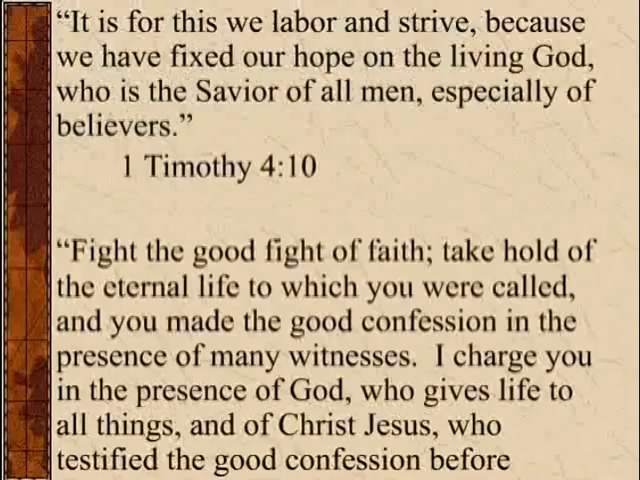 “It is for this we labor and strive, because
we have fixed our hope on the living God,
who is the Savior of all men, especially of
believers.”
1 Timothy 4:10
“Fight the good fight of faith; take hold of
the eternal life to which you were called,
and you made the good confession in the
presence of many witnesses.  I charge you
in the presence of God, who gives life to
all things, and of Christ Jesus, who
testified the good confession before